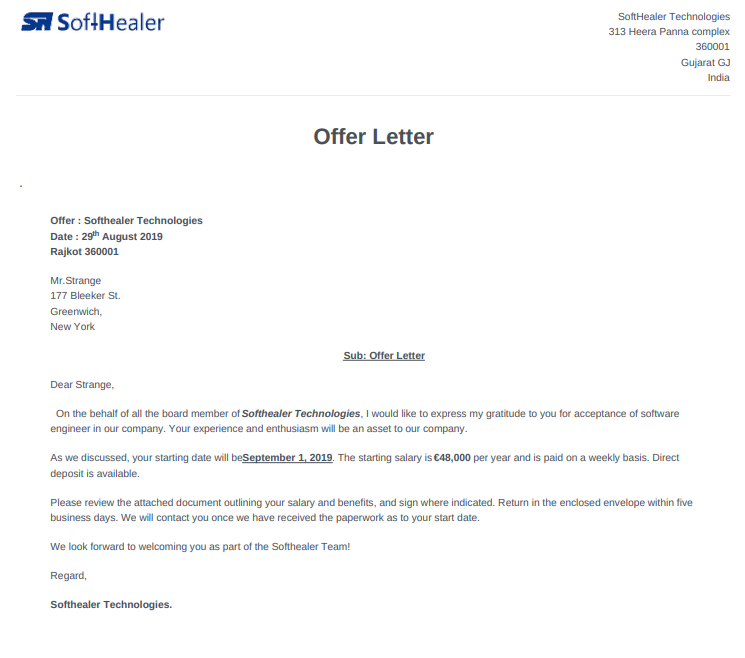 SoftHealer
SoftHealer Technologies
313 Heera Panna complex
360001
Gujarat GJ
India
Offer Letter
.
Offer : Softhealer Technologies
Date : 29th August 2019
Rajkot 360001
Mr.Strange
177 Bleeker St.
Greenwich,
New York
Sub: Offer Letter
Dear Strange,
On the behalf of all the board member of Softhealer Technologies, I would like to express my gratitude to you for acceptance of software
engineer in our company. Your experience and enthusiasm will be an asset to our company.
As we discussed, your starting date will beSeptember 1, 2019. The starting salary is €48,000 per year and is paid on a weekly basis. Direct
deposit is available.
Please review the attached document outlining your salary and benefits, and sign where indicated. Return in the enclosed envelope within five
business days. We will contact you once we have received the paperwork as to your start date.
We look forward to welcoming you as part of the Softhealer Team!
Regard,
Softhealer Technologies.